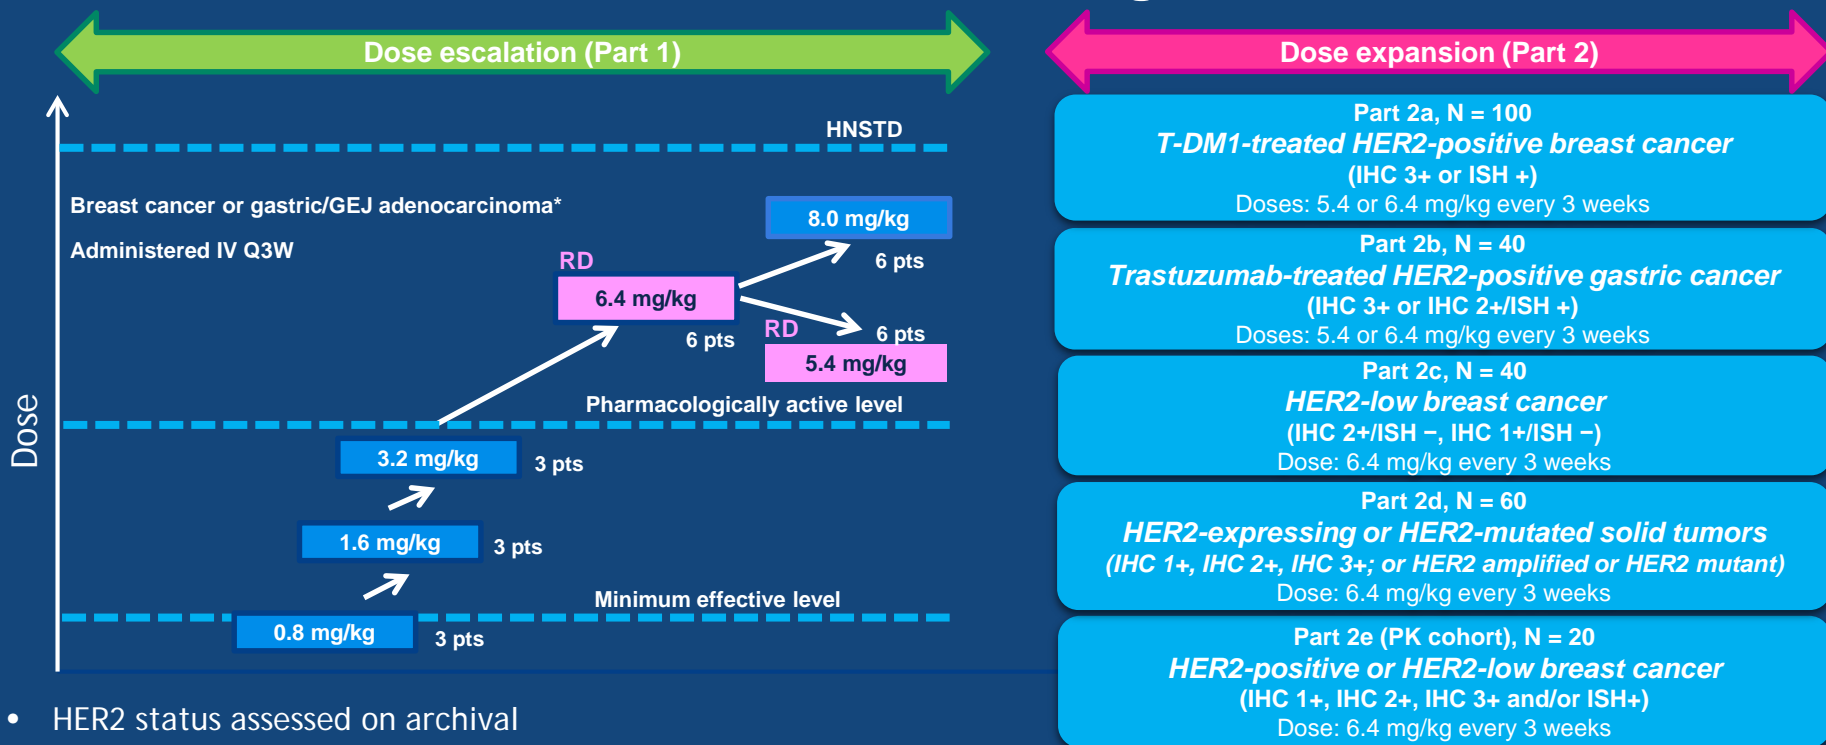 Dose escalation (Part 1)
Dose expansion (Part 2)
HNSTD
Breast cancer or gastric/GEJ adenocarcinoma*
Administered IV Q3W
8.0 mg/kg
6 pts
RD
6.4 mg/kg
6 pts
RD
6 pts
5.4 mg/kg
Pharmacologically active level
3.2 mg/kg
3 pts
1.6 mg/kg
3 pts
Minimum effective level
0.8 mg/kg
3 pts
Dose
• HER2 status assessed on archival
Part 2a, N = 100
T-DM1-treated HER2-positive breast cancer
(IHC 3+ or ISH +)
Doses: 5.4 or 6.4 mg/kg every 3 weeks
Part 2b, N = 40
Trastuzumab-treated HER2-positive gastric cancer
(IHC 3+ or IHC 2+/ISH +)
Doses: 5.4 or 6.4 mg/kg every 3 weeks
Part 2c, N = 40
HER2-low breast cancer
(IHC 2+/ISH −, IHC 1+/ISH −)
Dose: 6.4 mg/kg every 3 weeks
Part 2d, N = 60
HER2-expressing or HER2-mutated solid tumors
(IHC 1+, IHC 2+, IHC 3+; or HER2 amplified or HER2 mutant)
Dose: 6.4 mg/kg every 3 weeks
Part 2e (PK cohort), N = 20
HER2-positive or HER2-low breast cancer
(IHC 1+, IHC 2+, IHC 3+ and/or ISH+)
Dose: 6.4 mg/kg every 3 weeks